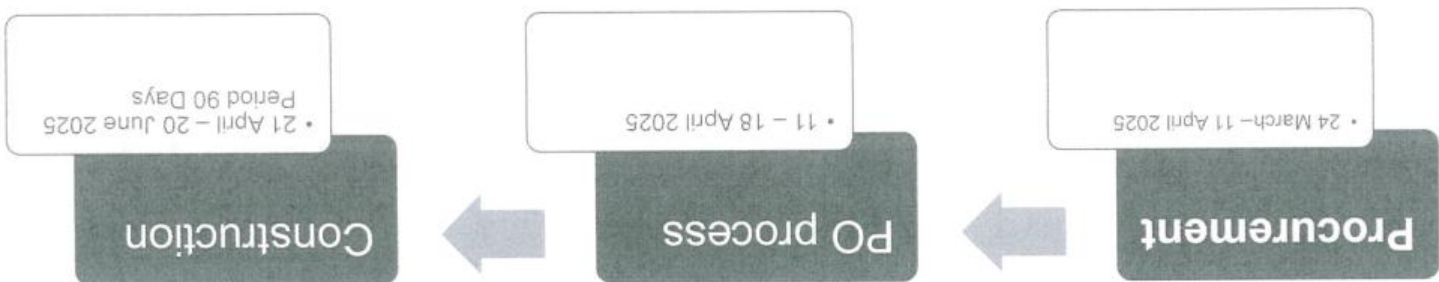 Procurement
• 24 March– 11 April 2025
PO process
• 11 – 18 April 2025
Construction
• 21 April – 20 June 2025
Period 90 Days